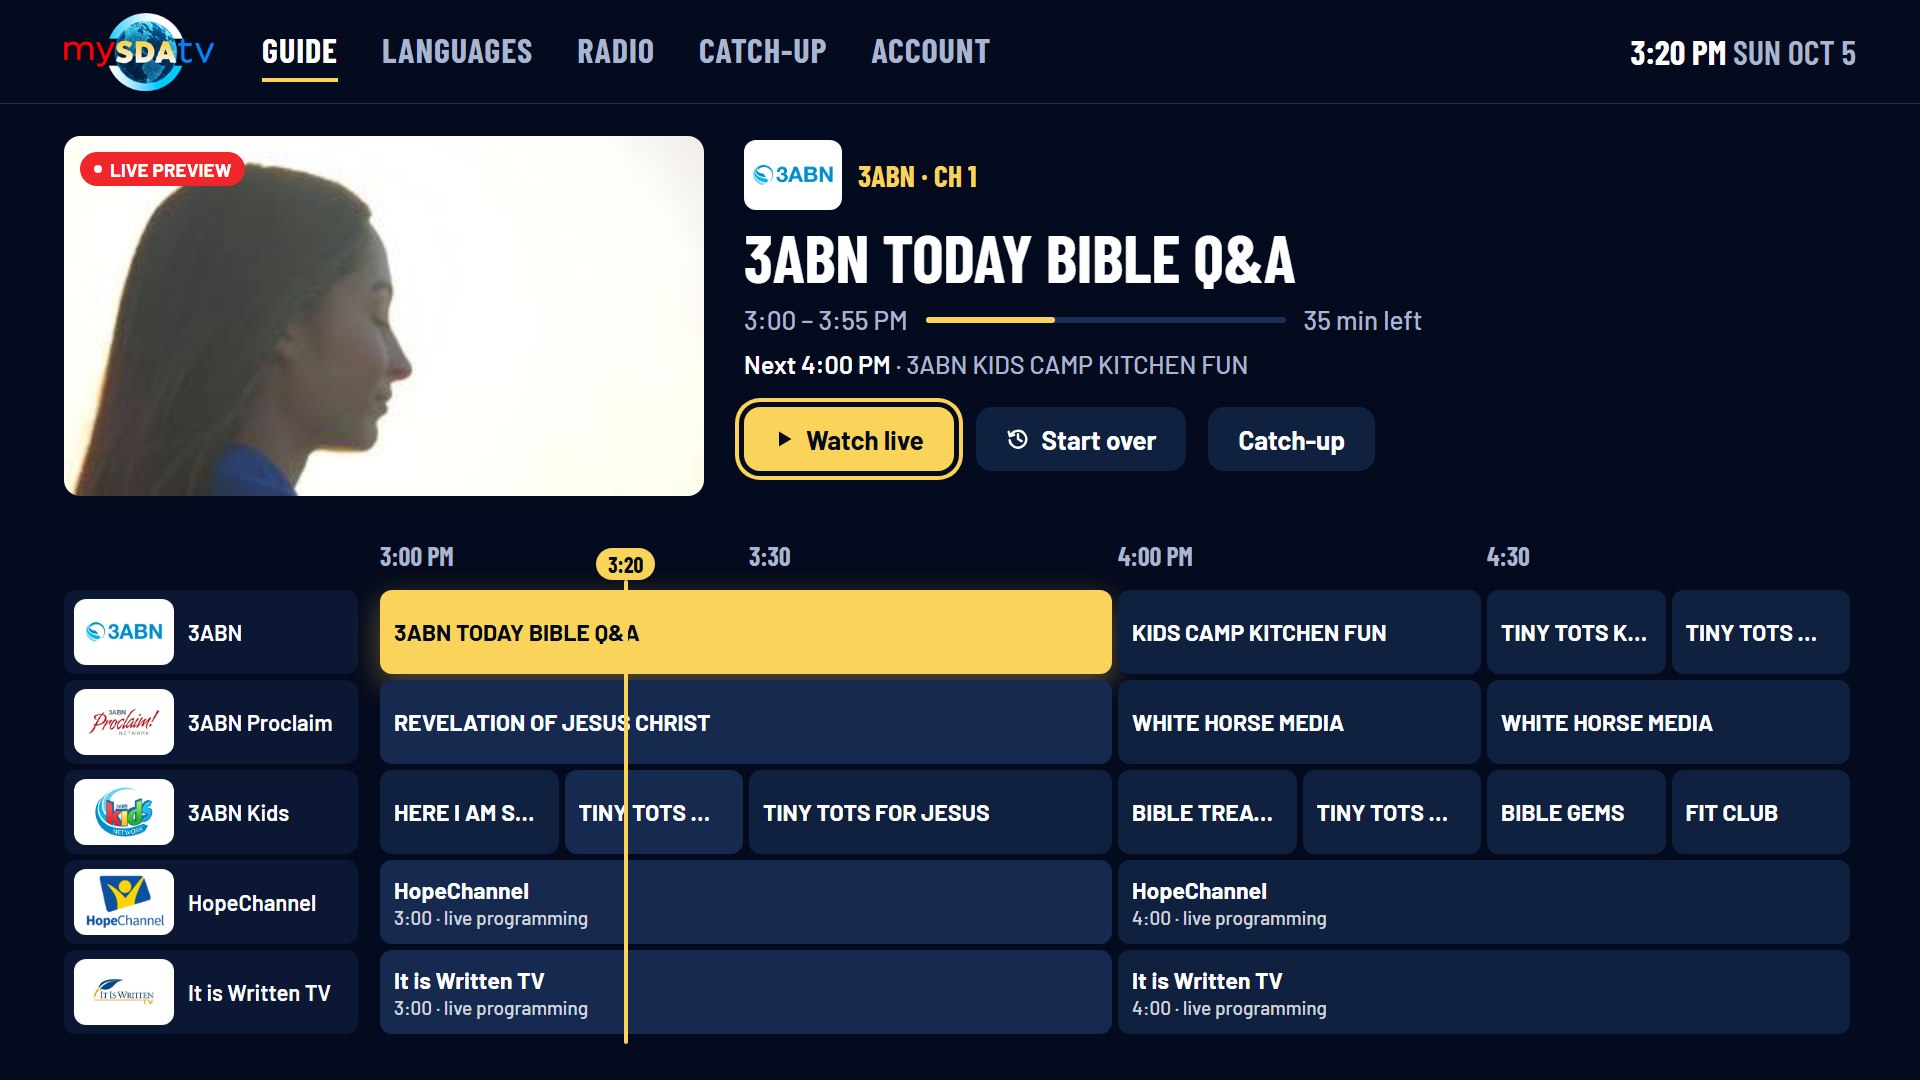 mySDAtv GUIDE LANGUAGES RADIO CATCH-UP ACCOUNT 3:20 PM SUN OCT 5
LIVE PREVIEW
3ABN 3ABN · CH 1
3ABN TODAY BIBLE Q&A
3:00 – 3:55 PM 35 min left
Next 4:00 PM · 3ABN KIDS CAMP KITCHEN FUN
Watch live Start over Catch-up
3:00 PM 3:20 3:30 4:00 PM 4:30
3ABN 3ABN 3ABN TODAY BIBLE Q&A KIDS CAMP KITCHEN FUN TINY TOTS K... TINY TOTS ...
3ABN Proclaim! NETWORK 3ABN Proclaim REVELATION OF JESUS CHRIST WHITE HORSE MEDIA WHITE HORSE MEDIA
kids NETWORK 3ABN Kids HERE I AM S... TINY TOTS ... TINY TOTS FOR JESUS BIBLE TREA... TINY TOTS ... BIBLE GEMS FIT CLUB
HopeChannel HopeChannel HopeChannel HopeChannel
3:00 · live programming 4:00 · live programming
IT IS WRITTEN TV It is Written TV It is Written TV It is Written TV
3:00 · live programming 4:00 · live programming